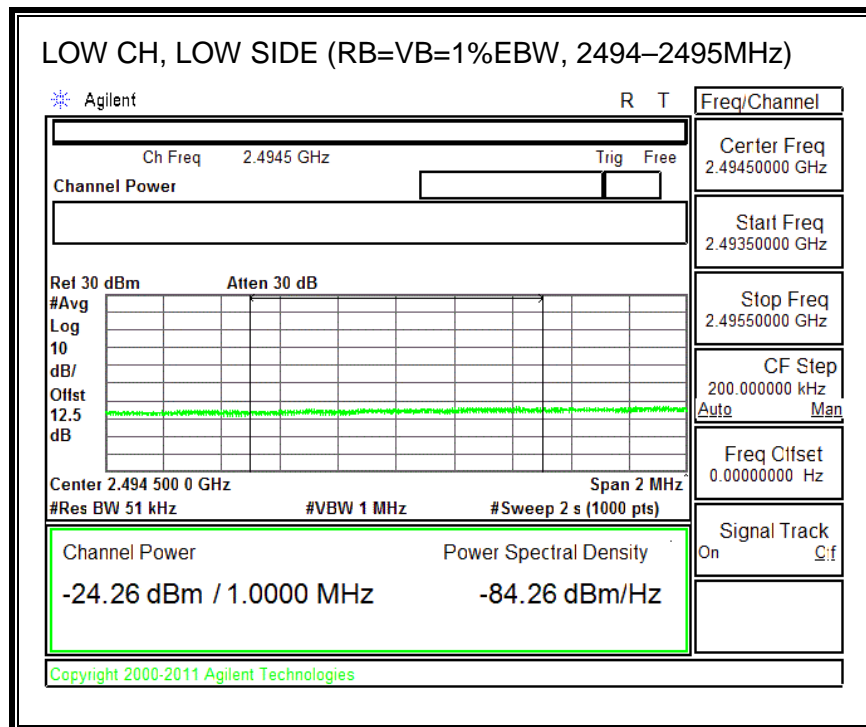 LOW CH, LOW SIDE (RB=VB=1%EBW, 2494–2495MHz)
Agilent
R T
Freq/Channel
Ch Freq 2.4945 GHz
Trig Free
Channel Power
Center Freq
2.49450000 GHz
Start Freq
2.49350000 GHz
Stop Freq
2.49550000 GHz
CF Step
200.000000 kHz
Auto Man
Freq Offset
0.00000000 Hz
Signal Track
On Off
Ref 30 dBm
Atten 30 dB
#Avg
Log
10
dB/
Offst
12.5
dB
Center 2.494 500 0 GHz
Span 2 MHz
#Res BW 51 kHz
#VBW 1 MHz
#Sweep 2 s (1000 pts)
Channel Power
Power Spectral Density
-24.26 dBm / 1.0000 MHz
-84.26 dBm/Hz
Copyright 2000-2011 Agilent Technologies